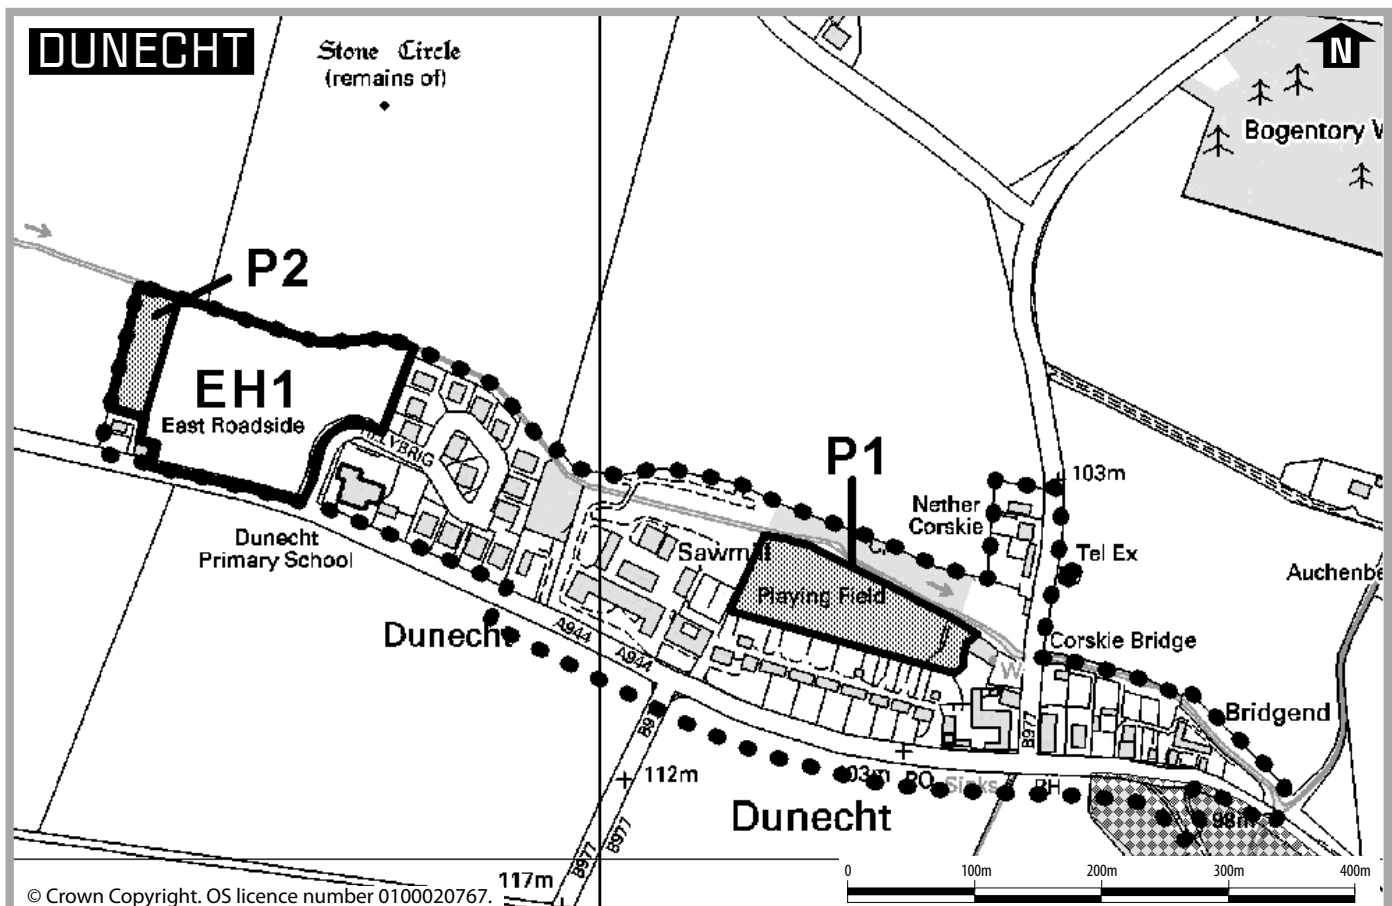 DUNECHT
Stone Circle
(remains of)
N
P2
EH1
East Roadside
P1
103m
Nether
Corskie
Tel Ex
Dunecht
Primary School
Sawmill
Playing Field
Auchenbe
Dunecht
A944
A944
Corskie Bridge
W
Bridgend
B977
B9
112m
PO
Sinks
PH
Dunecht
98m
B977
B977
117m
0 100m 200m 300m 400m
© Crown Copyright. OS licence number 0100020767.
Bogentory W